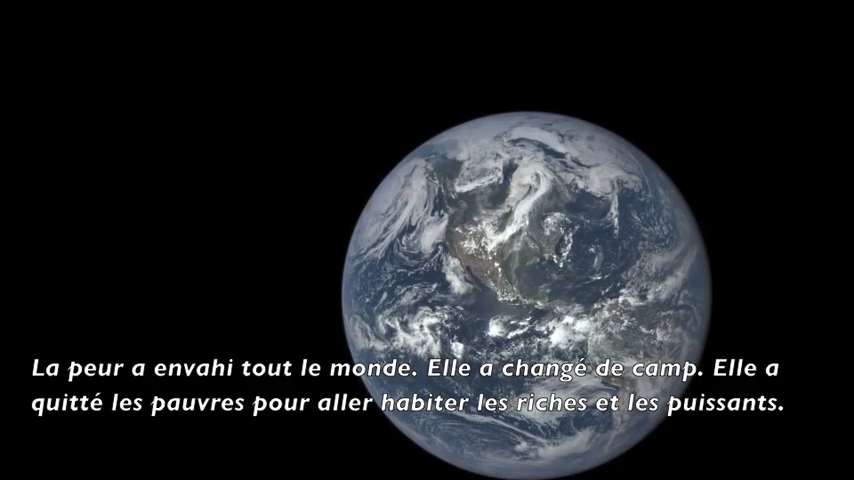 La peur a envahi tout le monde. Elle a changé de camp. Elle a
quitté les pauvres pour aller habiter les riches et les puissants.